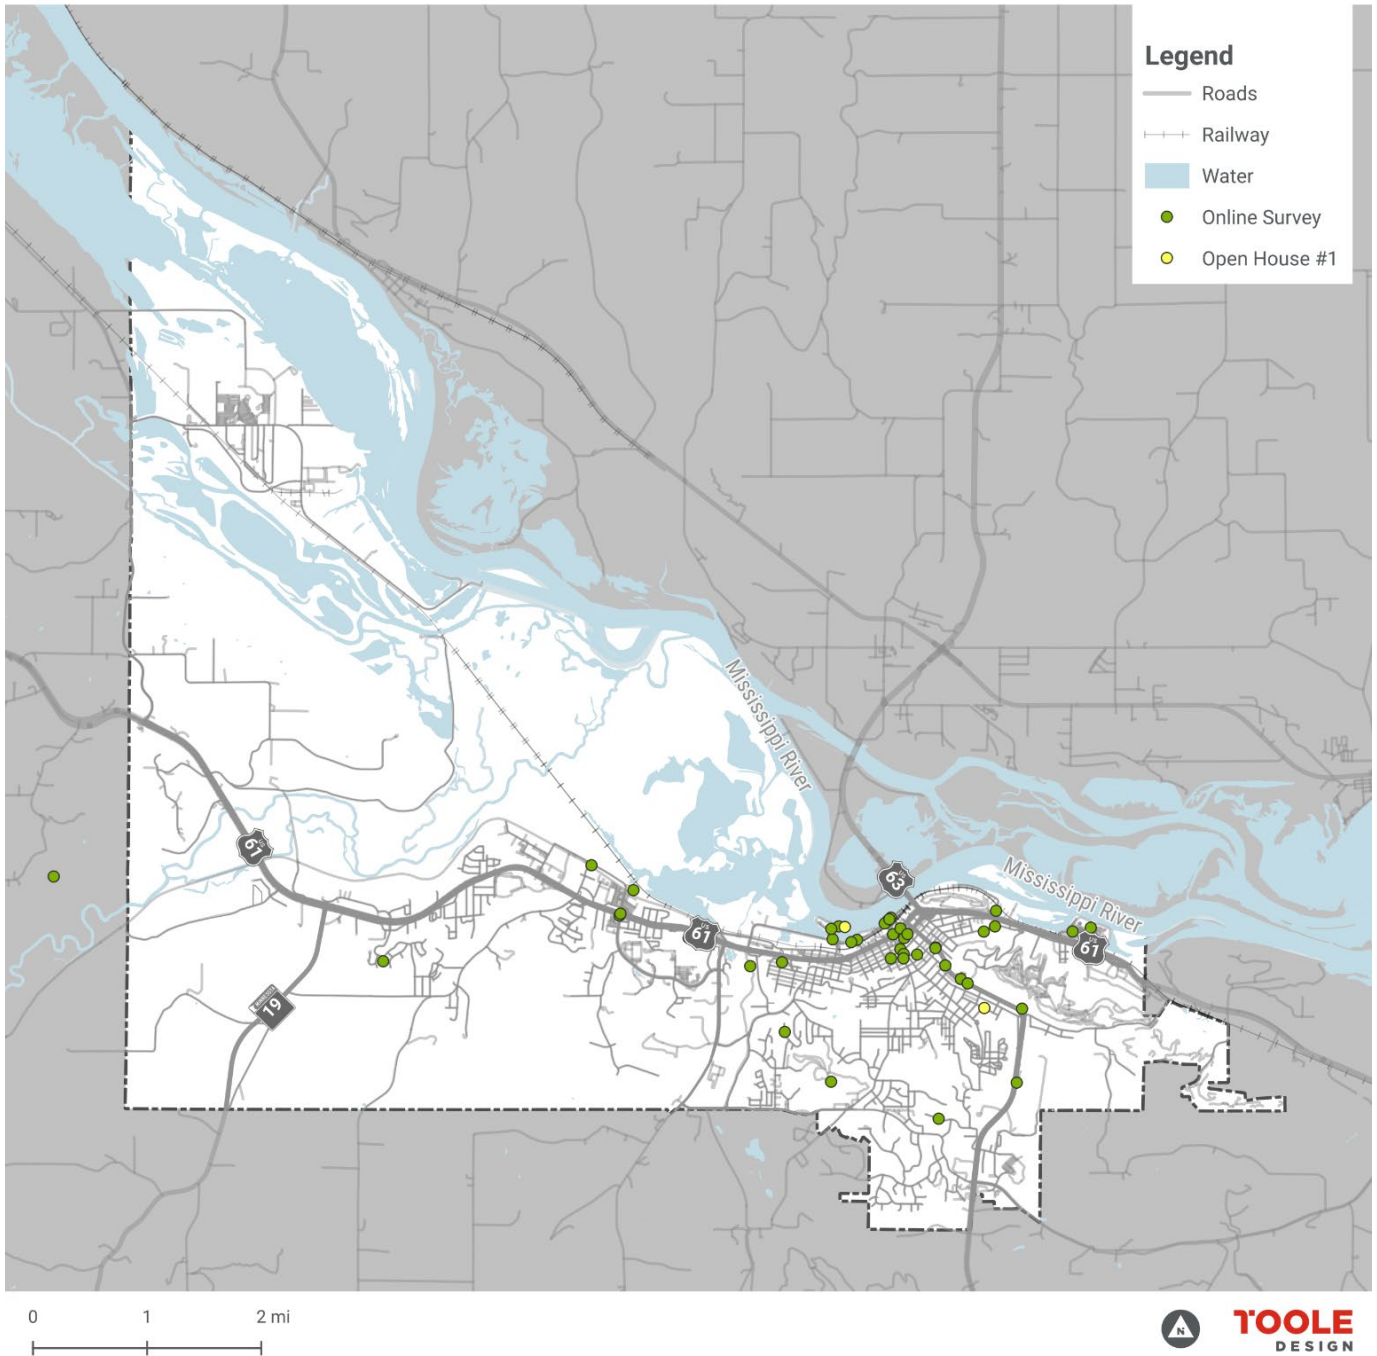 Legend
Roads
Railway
Water
Online Survey
Open House #1
Mississippi River
61
63
Mississippi River
61
61
19
0 1 2 mi
N
TOOLE
DESIGN